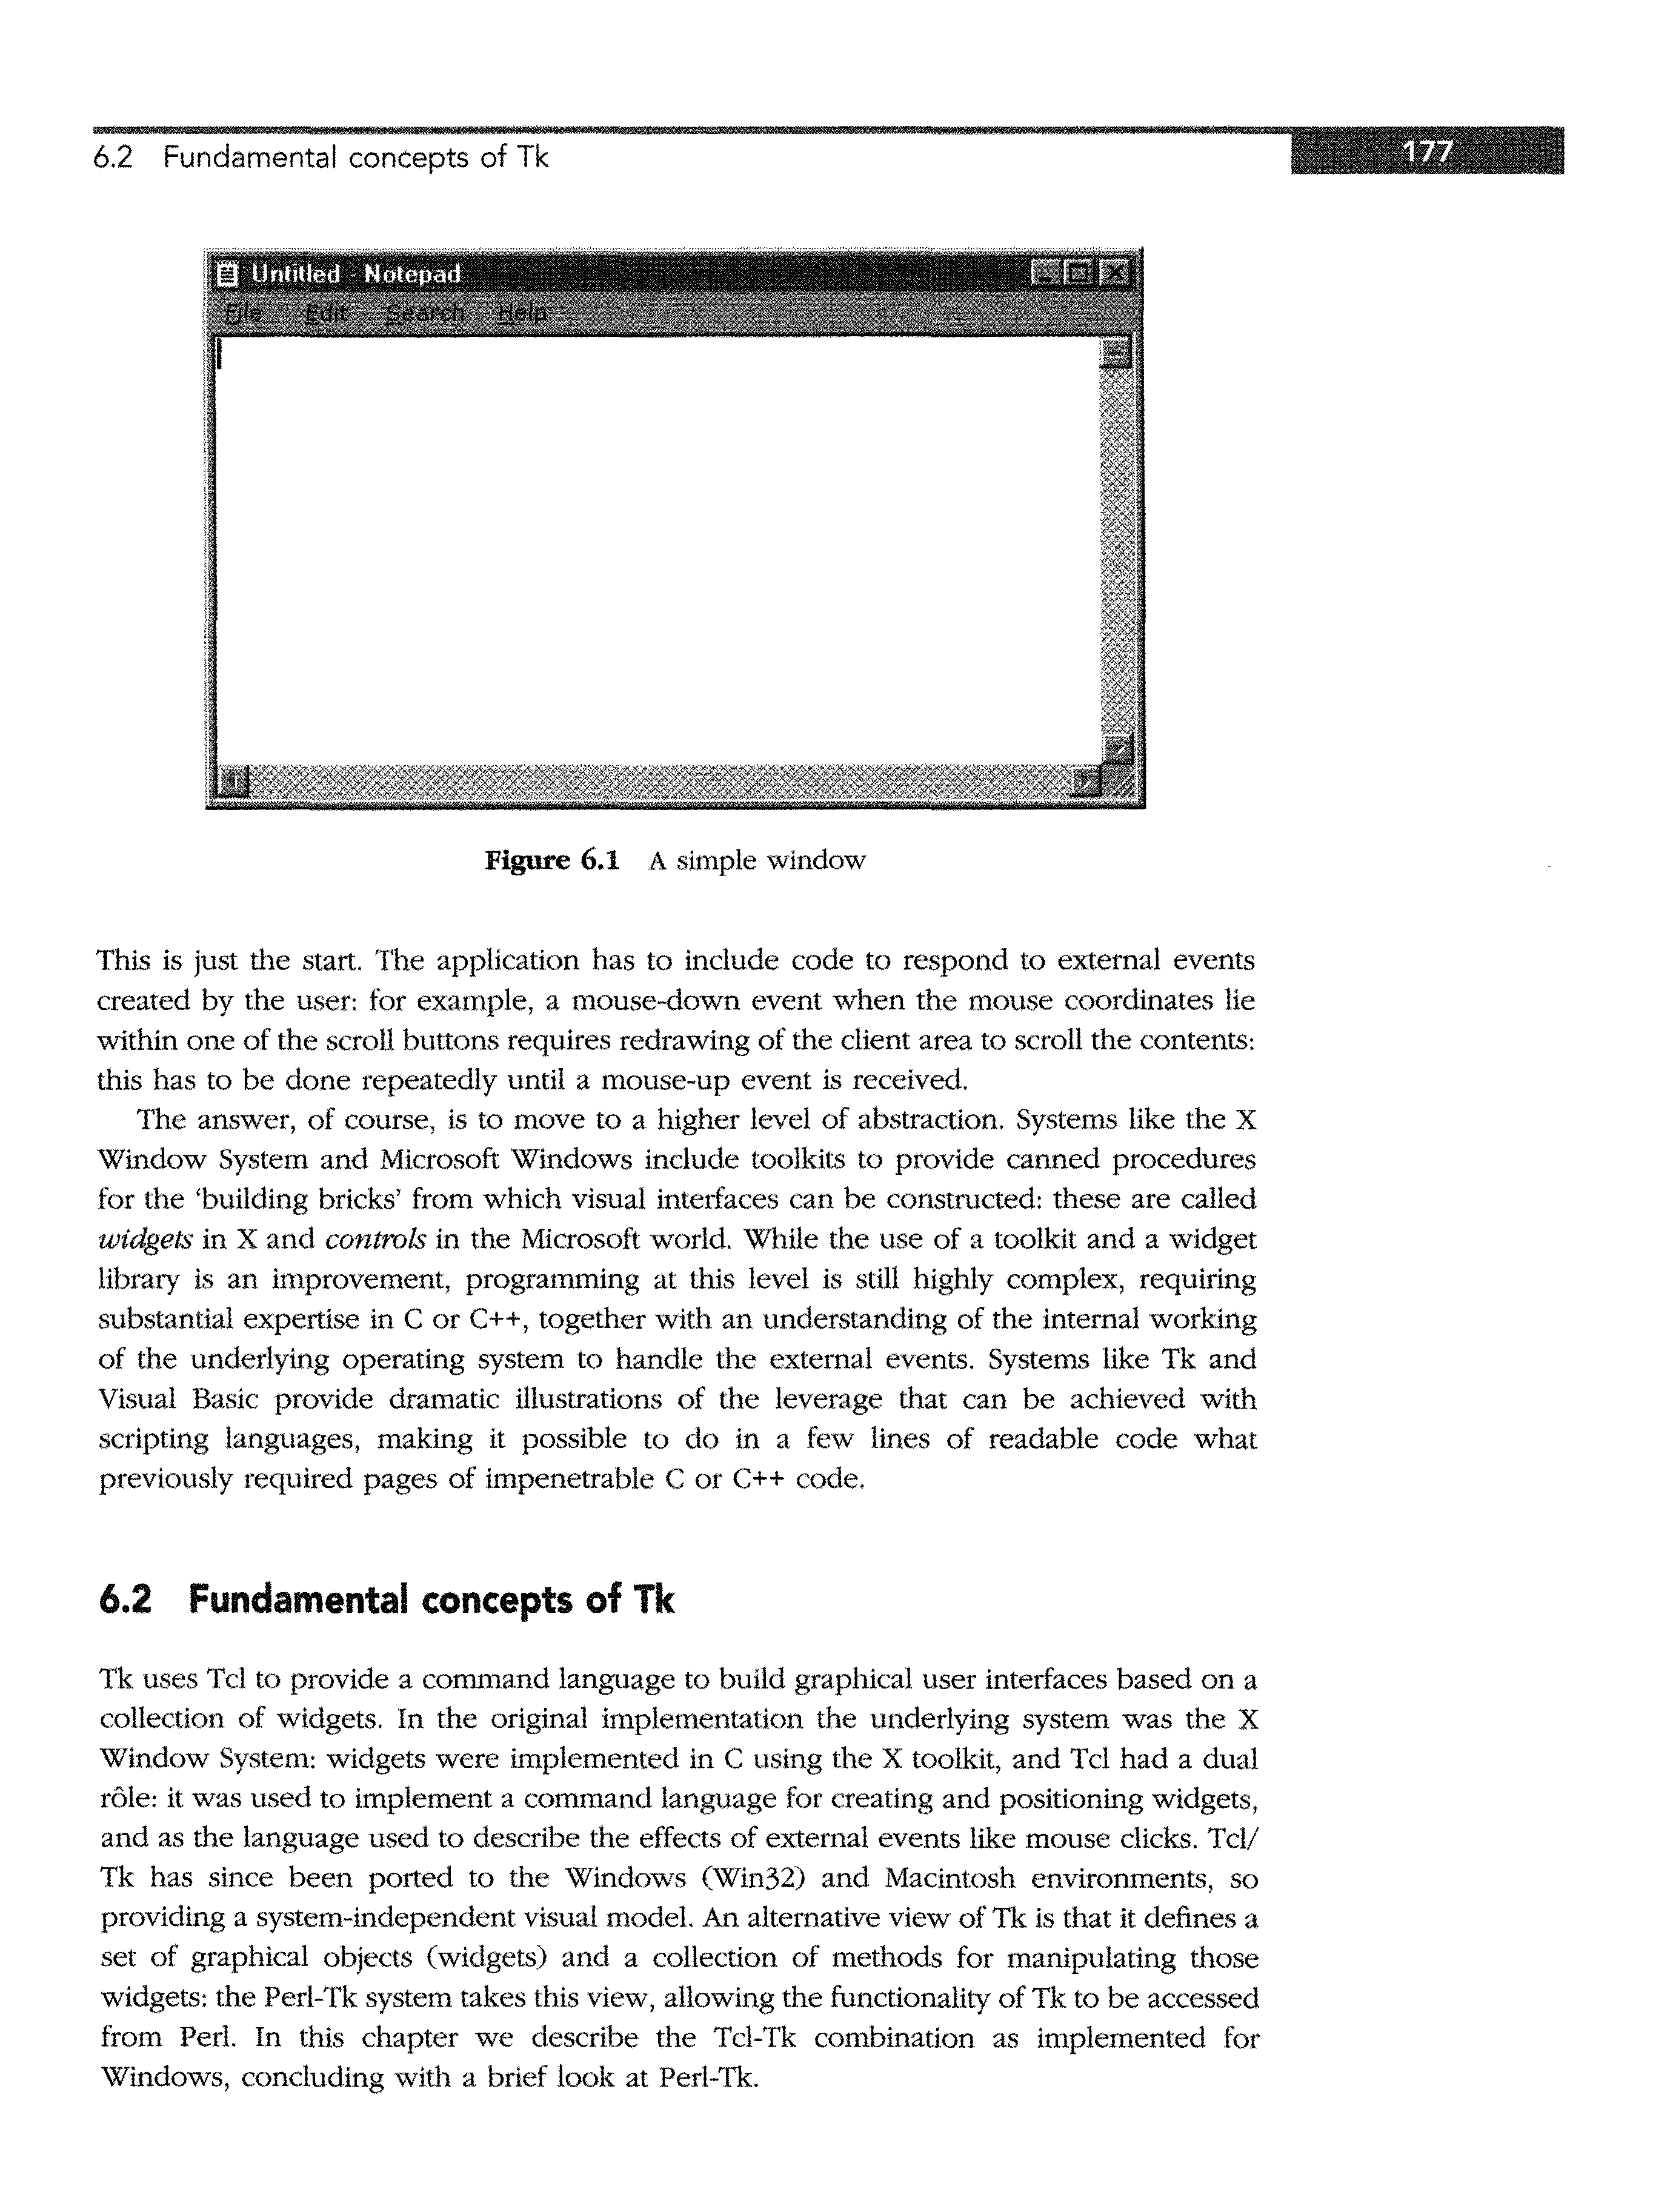 6.2 Fundamental concepts of Tk
177
Untitled - Notepad
File Edit Search Help
Figure 6.1 A simple window
This is just the start. The application has to include code to respond to external events
created by the user: for example, a mouse-down event when the mouse coordinates lie
within one of the scroll buttons requires redrawing of the client area to scroll the contents:
this has to be done repeatedly until a mouse-up event is received.
The answer, of course, is to move to a higher level of abstraction. Systems like the X
Window System and Microsoft Windows include toolkits to provide canned procedures
for the ‘building bricks’ from which visual interfaces can be constructed: these are called
widgets in X and controls in the Microsoft world. While the use of a toolkit and a widget
library is an improvement, programming at this level is still highly complex, requiring
substantial expertise in C or C++, together with an understanding of the internal working
of the underlying operating system to handle the external events. Systems like Tk and
Visual Basic provide dramatic illustrations of the leverage that can be achieved with
scripting languages, making it possible to do in a few lines of readable code what
previously required pages of impenetrable C or C++ code.
6.2 Fundamental concepts of Tk
Tk uses Tcl to provide a command language to build graphical user interfaces based on a
collection of widgets. In the original implementation the underlying system was the X
Window System: widgets were implemented in C using the X toolkit, and Tcl had a dual
rôle: it was used to implement a command language for creating and positioning widgets,
and as the language used to describe the effects of external events like mouse clicks. Tcl/
Tk has since been ported to the Windows (Win32) and Macintosh environments, so
providing a system-independent visual model. An alternative view of Tk is that it defines a
set of graphical objects (widgets) and a collection of methods for manipulating those
widgets: the Perl-Tk system takes this view, allowing the functionality of Tk to be accessed
from Perl. In this chapter we describe the Tcl-Tk combination as implemented for
Windows, concluding with a brief look at Perl-Tk.